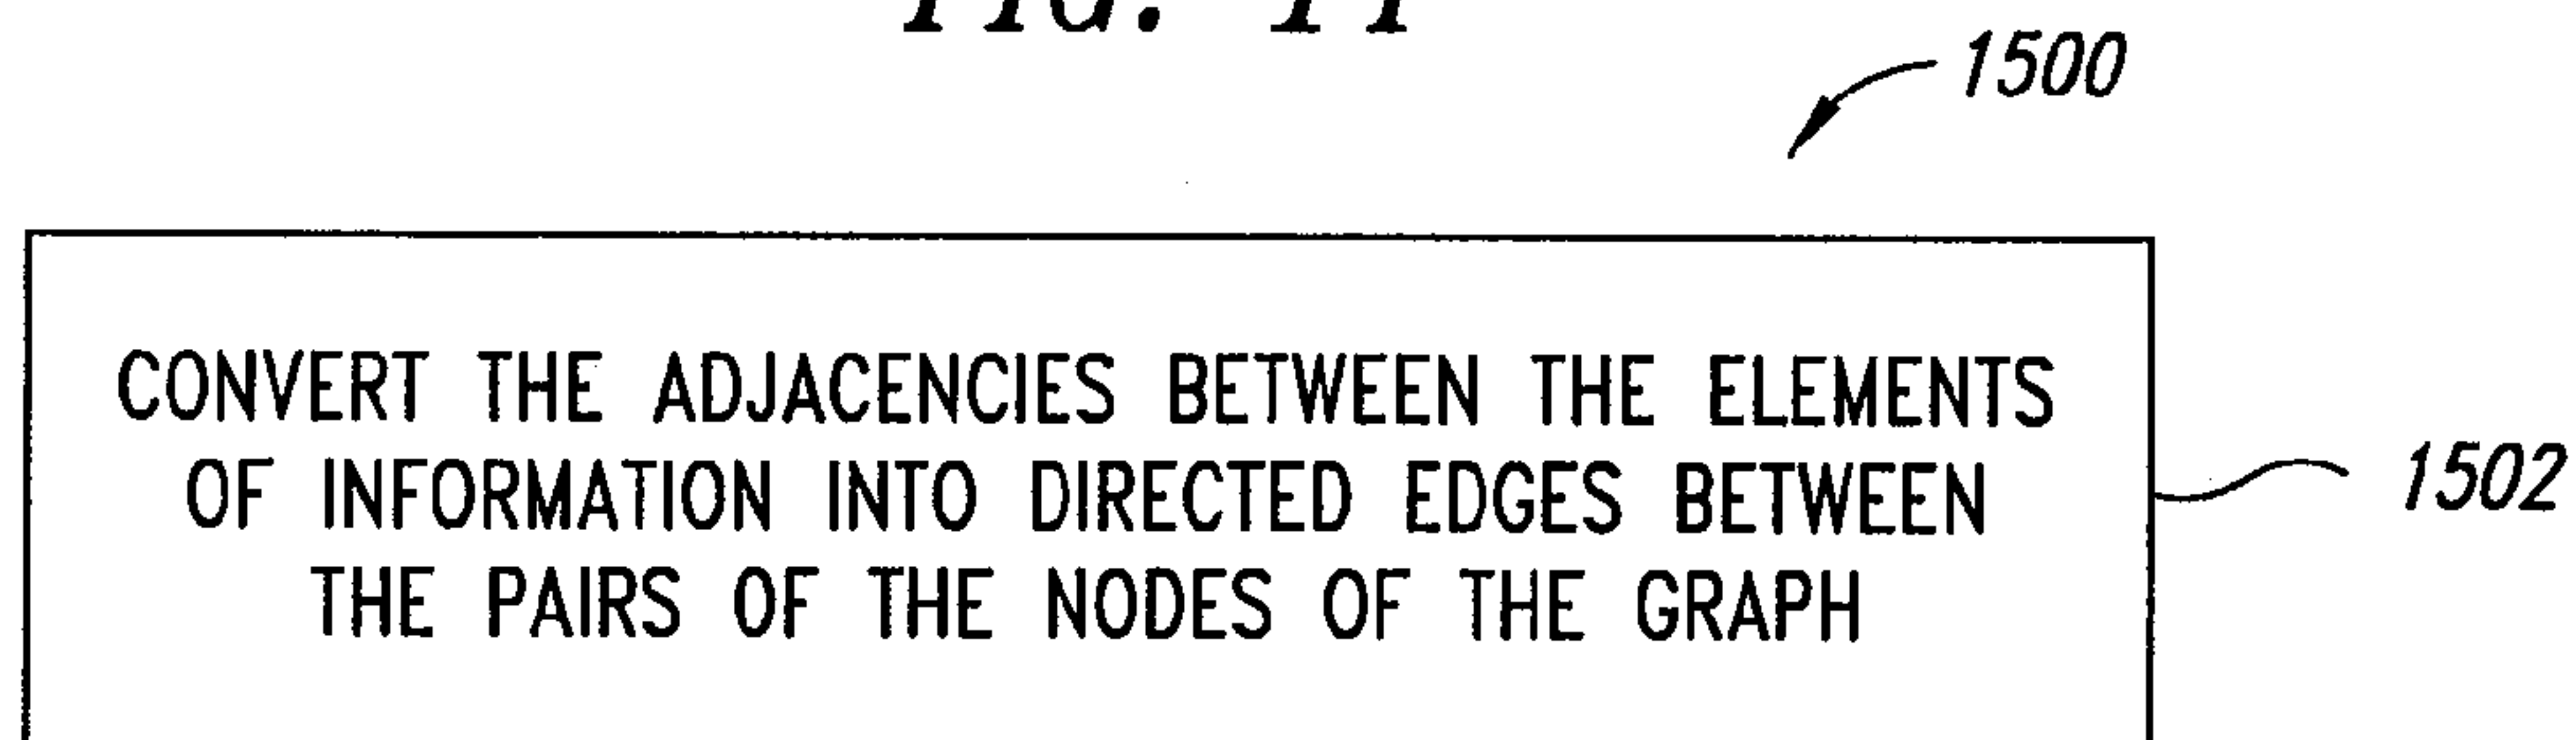 1500
CONVERT THE ADJACENCIES BETWEEN THE ELEMENTS
OF INFORMATION INTO DIRECTED EDGES BETWEEN
THE PAIRS OF THE NODES OF THE GRAPH
1502